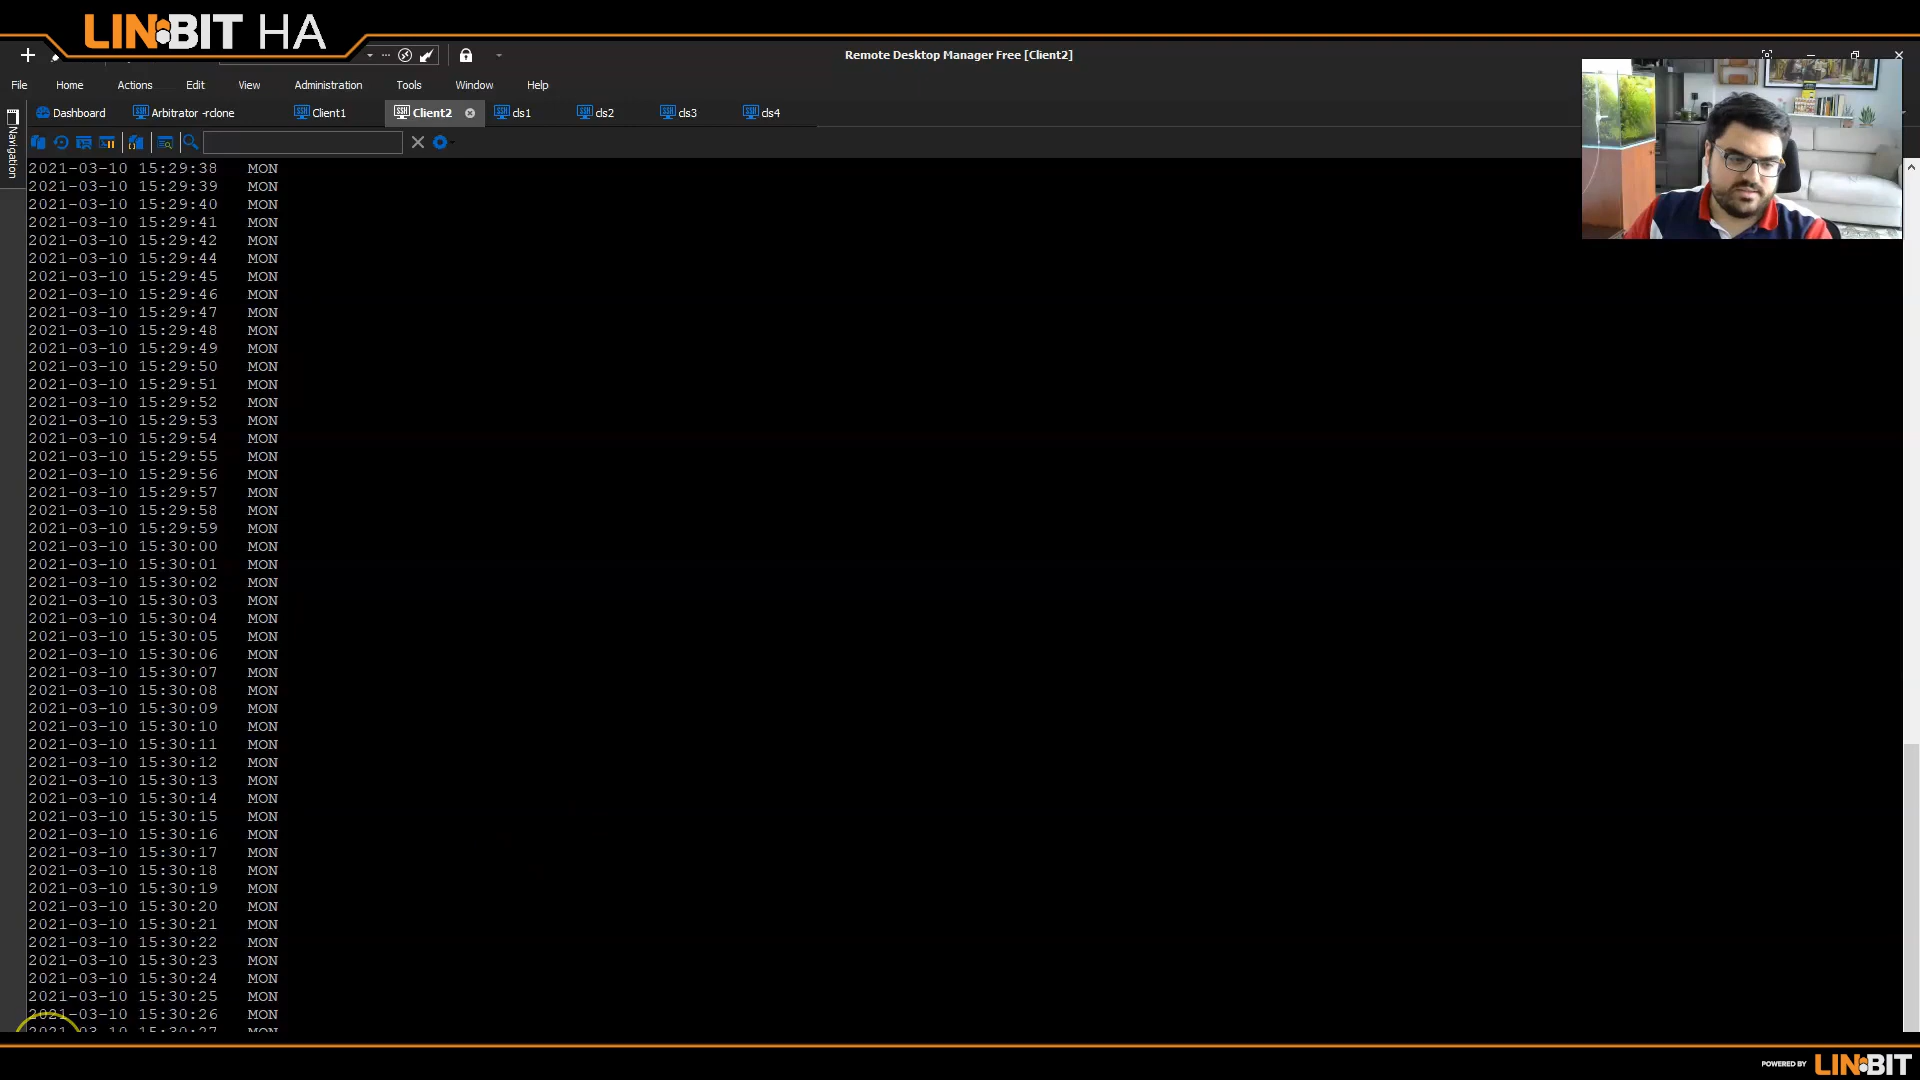 LINBIT HA
Remote Desktop Manager Free [Client2]
File Home Actions Edit View Administration Tools Window Help
Navigation
Dashboard Arbitrator -rclone Client1 Client2 cls1 cls2 cls3 cls4
2021-03-10 15:29:38 MON
2021-03-10 15:29:39 MON
2021-03-10 15:29:40 MON
2021-03-10 15:29:41 MON
2021-03-10 15:29:42 MON
2021-03-10 15:29:44 MON
2021-03-10 15:29:45 MON
2021-03-10 15:29:46 MON
2021-03-10 15:29:47 MON
2021-03-10 15:29:48 MON
2021-03-10 15:29:49 MON
2021-03-10 15:29:50 MON
2021-03-10 15:29:51 MON
2021-03-10 15:29:52 MON
2021-03-10 15:29:53 MON
2021-03-10 15:29:54 MON
2021-03-10 15:29:55 MON
2021-03-10 15:29:56 MON
2021-03-10 15:29:57 MON
2021-03-10 15:29:58 MON
2021-03-10 15:29:59 MON
2021-03-10 15:30:00 MON
2021-03-10 15:30:01 MON
2021-03-10 15:30:02 MON
2021-03-10 15:30:03 MON
2021-03-10 15:30:04 MON
2021-03-10 15:30:05 MON
2021-03-10 15:30:06 MON
2021-03-10 15:30:07 MON
2021-03-10 15:30:08 MON
2021-03-10 15:30:09 MON
2021-03-10 15:30:10 MON
2021-03-10 15:30:11 MON
2021-03-10 15:30:12 MON
2021-03-10 15:30:13 MON
2021-03-10 15:30:14 MON
2021-03-10 15:30:15 MON
2021-03-10 15:30:16 MON
2021-03-10 15:30:17 MON
2021-03-10 15:30:18 MON
2021-03-10 15:30:19 MON
2021-03-10 15:30:20 MON
2021-03-10 15:30:21 MON
2021-03-10 15:30:22 MON
2021-03-10 15:30:23 MON
2021-03-10 15:30:24 MON
2021-03-10 15:30:25 MON
2021-03-10 15:30:26 MON
2021-03-10 15:30:27 MON
POWERED BY LINBIT